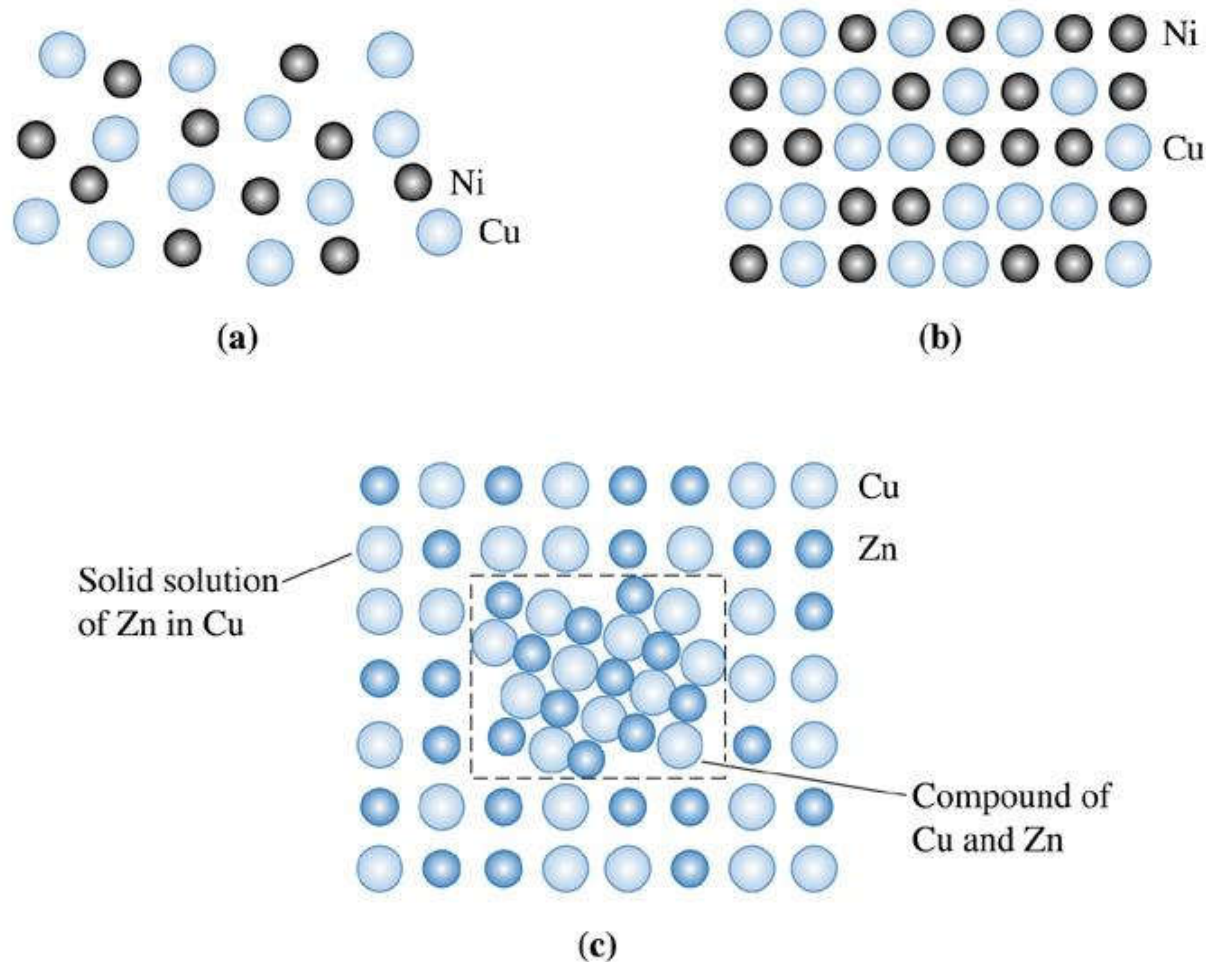 Ni
Cu
(a)
Ni
Cu
(b)
Cu
Zn
Solid solution
of Zn in Cu
Compound of
Cu and Zn
(c)